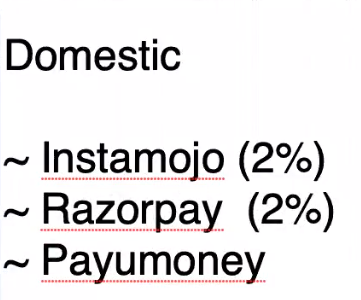 Domestic
~ Instamojo (2%)
~ Razorpay (2%)
~ Payumoney